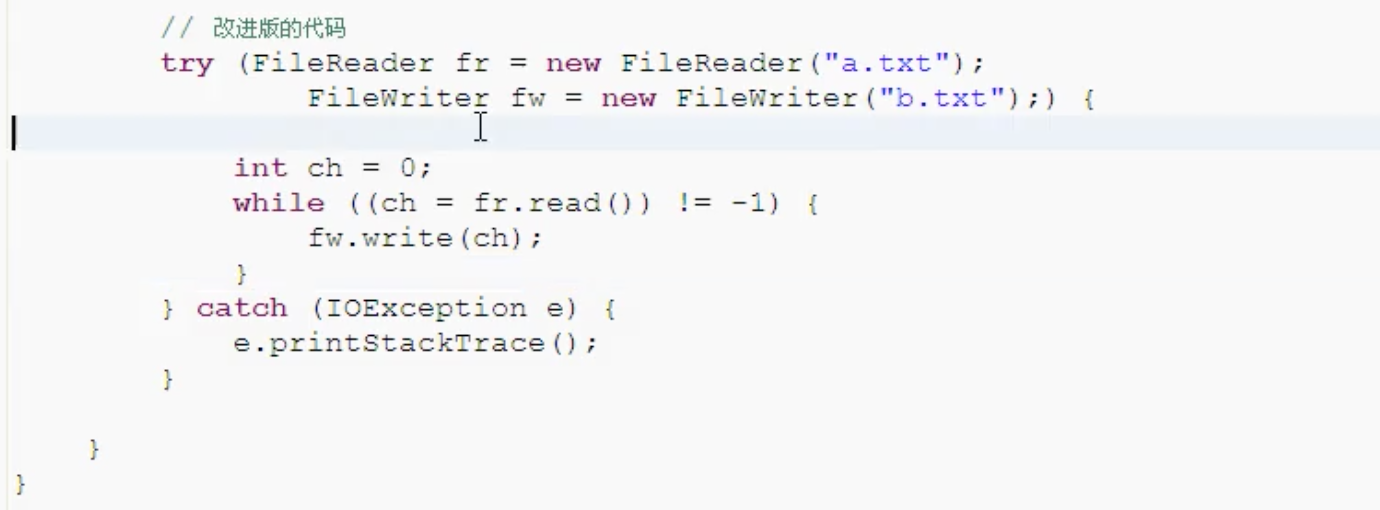 // 改进版的代码
try (FileReader fr = new FileReader("a.txt");
FileWriter fw = new FileWriter("b.txt");) {
int ch = 0;
while ((ch = fr.read()) != -1) {
fw.write(ch);
}
} catch (IOException e) {
e.printStackTrace();
}
}
}